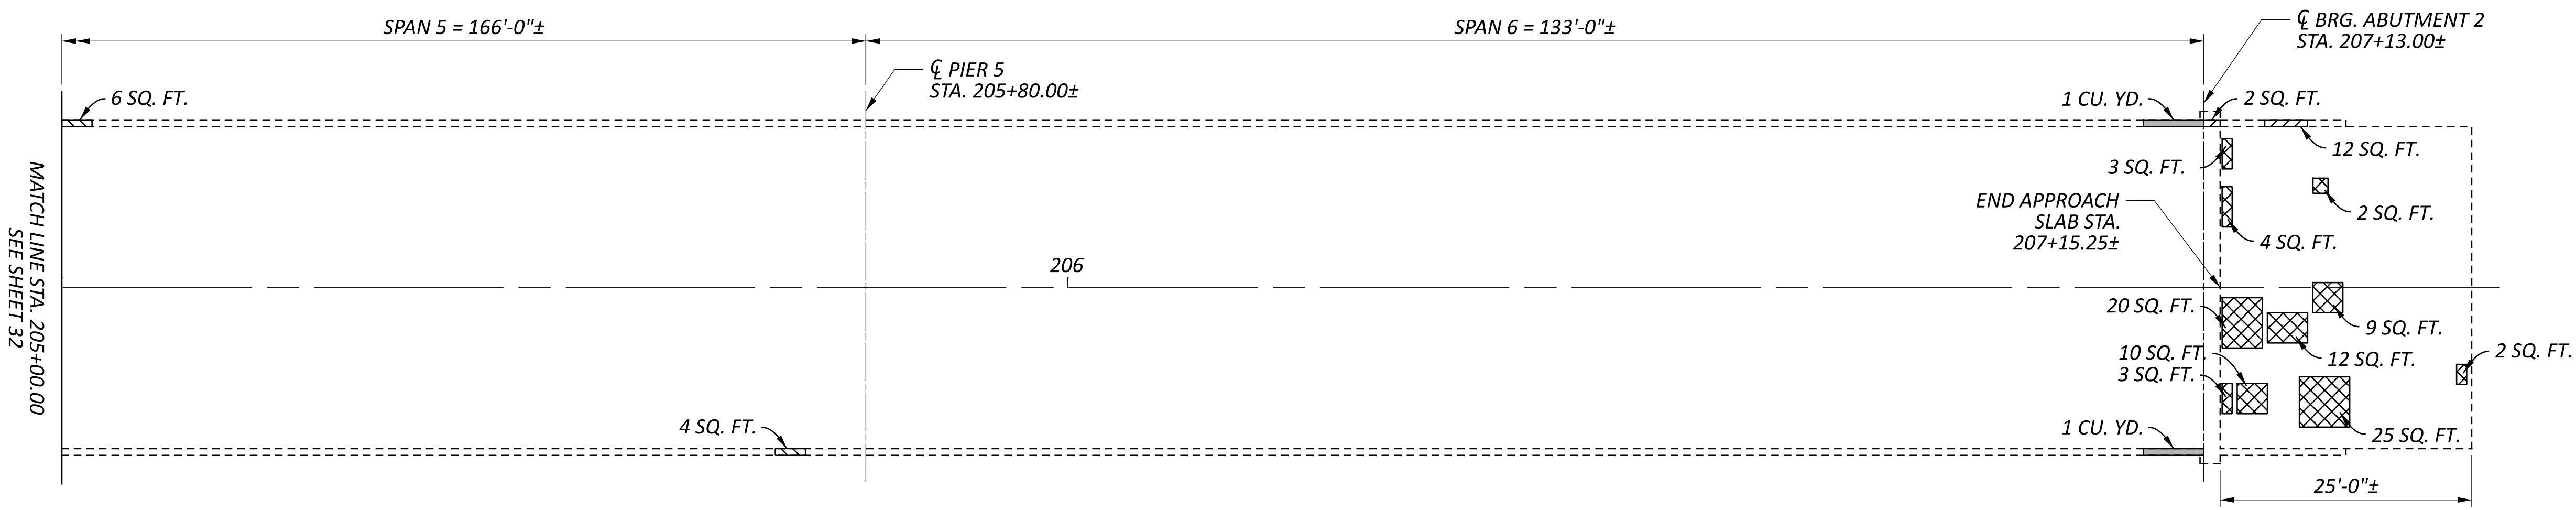 SPAN 5 = 166'-0"±
SPAN 6 = 133'-0"±
℄ BRG. ABUTMENT 2
STA. 207+13.00±
℄ PIER 5
STA. 205+80.00±
6 SQ. FT.
1 CU. YD.
2 SQ. FT.
12 SQ. FT.
3 SQ. FT.
2 SQ. FT.
4 SQ. FT.
END APPROACH
SLAB STA.
207+15.25±
MATCH LINE STA. 205+00.00
SEE SHEET 32
206
20 SQ. FT.
9 SQ. FT.
12 SQ. FT.
10 SQ. FT.
2 SQ. FT.
3 SQ. FT.
4 SQ. FT.
1 CU. YD.
25 SQ. FT.
25'-0"±